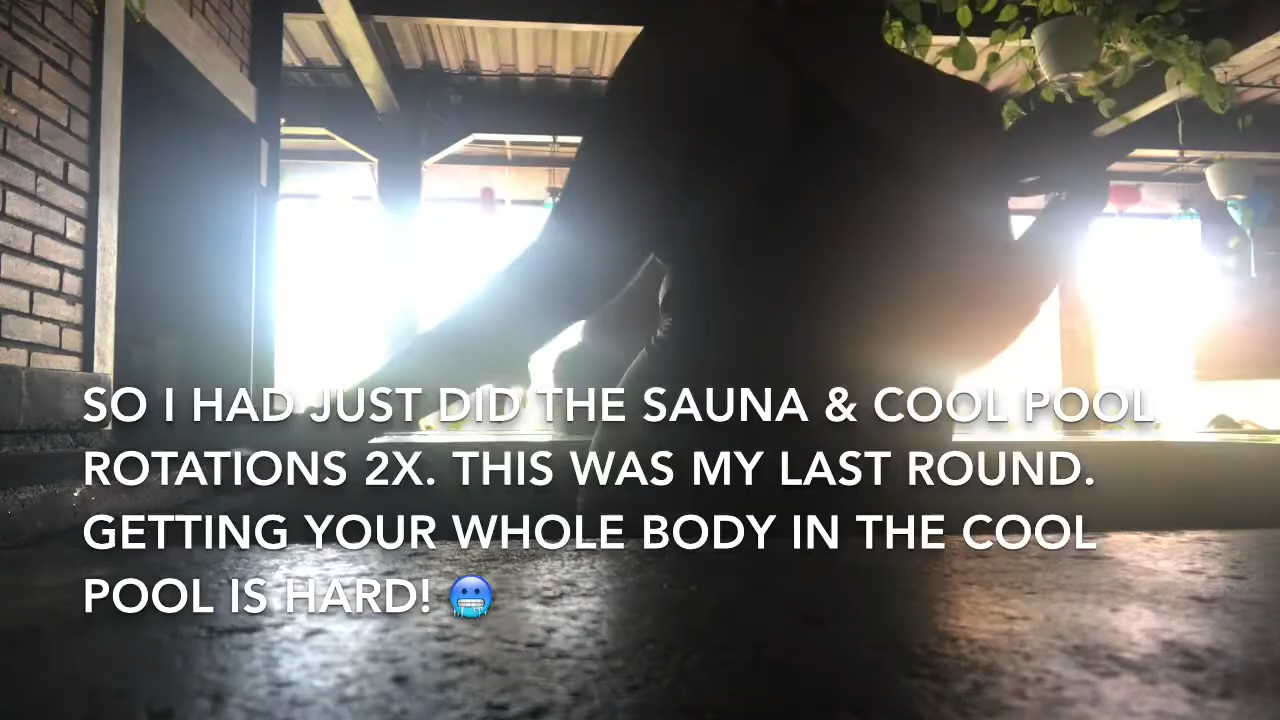 SO I HAD JUST DID THE SAUNA & COOL POOL
ROTATIONS 2X. THIS WAS MY LAST ROUND.
GETTING YOUR WHOLE BODY IN THE COOL
POOL IS HARD! 🥶